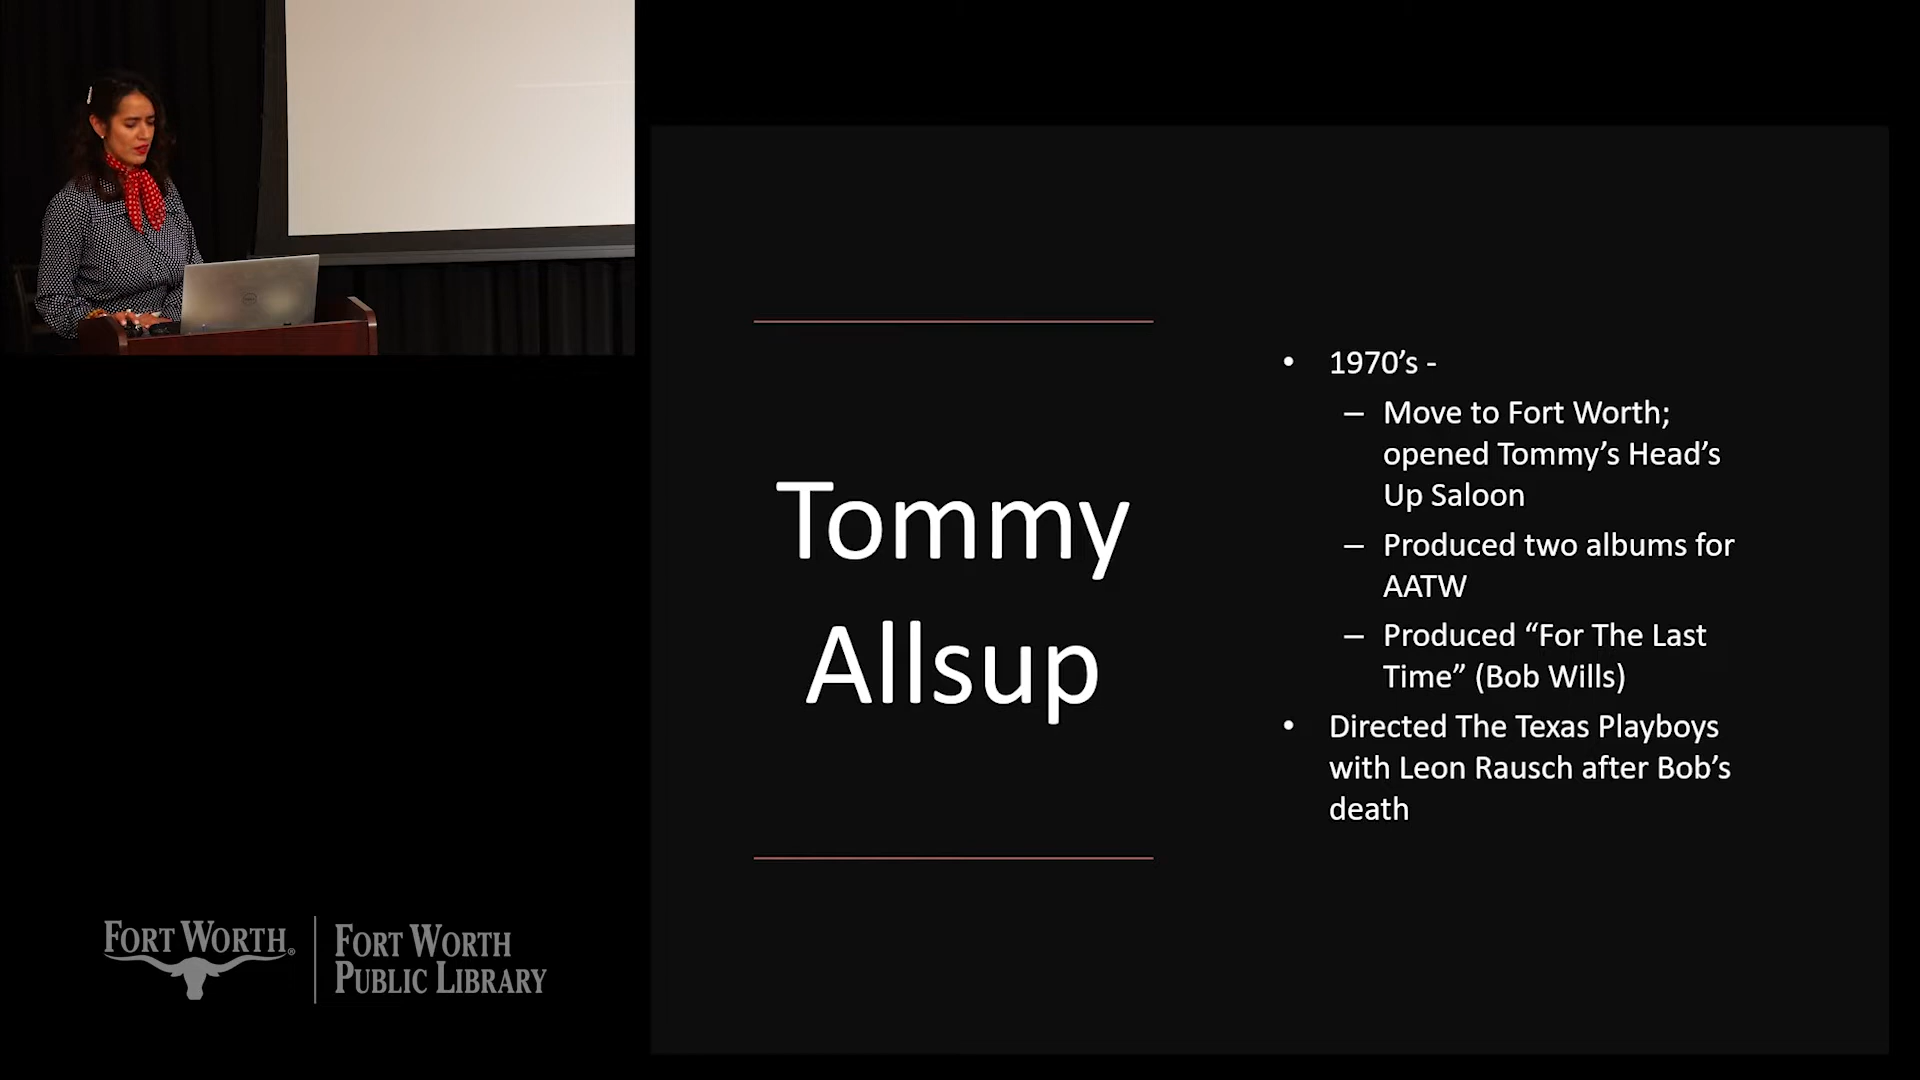 Tommy
Allsup
• 1970’s -
– Move to Fort Worth;
opened Tommy’s Head’s
Up Saloon
– Produced two albums for
AATW
– Produced “For The Last
Time” (Bob Wills)
• Directed The Texas Playboys
with Leon Rausch after Bob’s
death
FORT WORTH®
FORT WORTH
PUBLIC LIBRARY